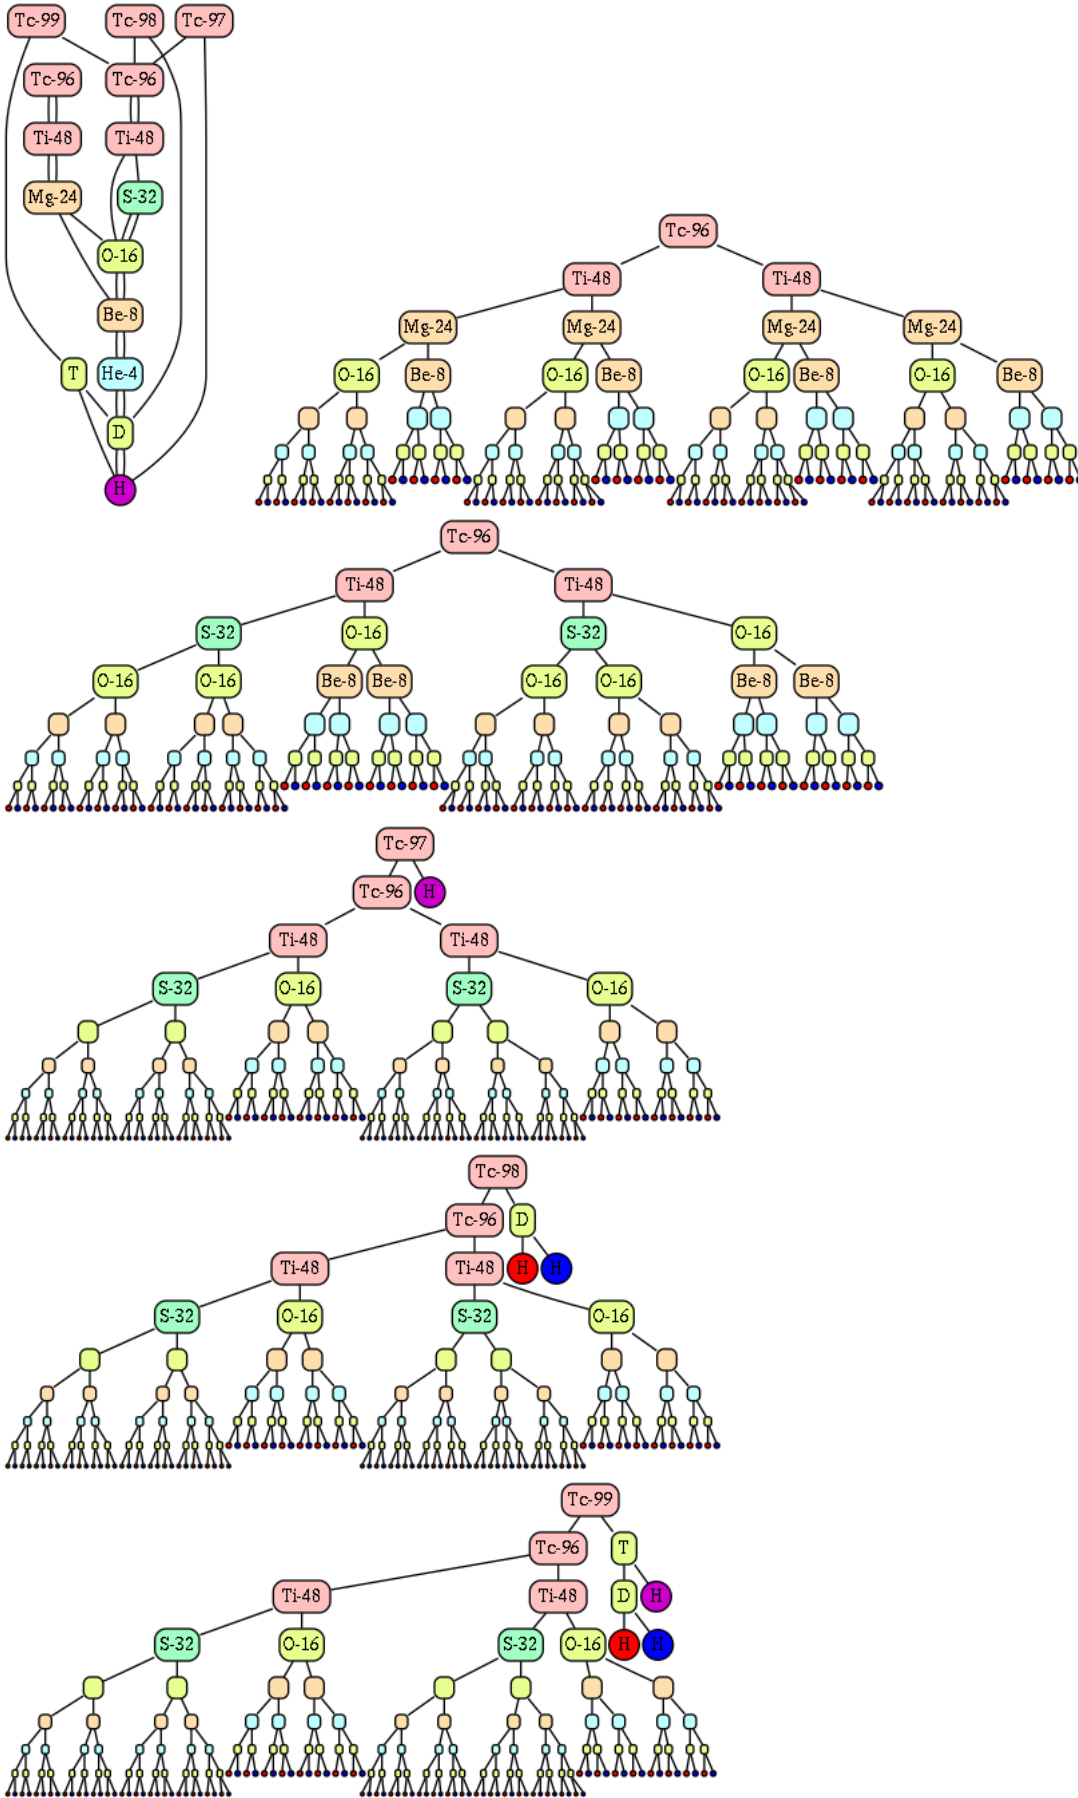 Tc-99 Tc-98 Tc-97
Tc-96 Tc-96
Ti-48 Ti-48
Mg-24 S-32
O-16
Be-8
T He-4
D
H
Tc-96
Ti-48 Ti-48
Mg-24 Mg-24 Mg-24 Mg-24
O-16 Be-8 O-16 Be-8 O-16 Be-8 O-16 Be-8
Tc-96
Ti-48 Ti-48
S-32 O-16 S-32 O-16
O-16 O-16 Be-8 Be-8 O-16 O-16 Be-8 Be-8
Tc-97
Tc-96 H
Ti-48 Ti-48
S-32 O-16 S-32 O-16
Tc-98
Tc-96 D
Ti-48 Ti-48 H H
S-32 O-16 S-32 O-16
Tc-99
Tc-96 T
Ti-48 Ti-48 D H
S-32 O-16 S-32 O-16 H H